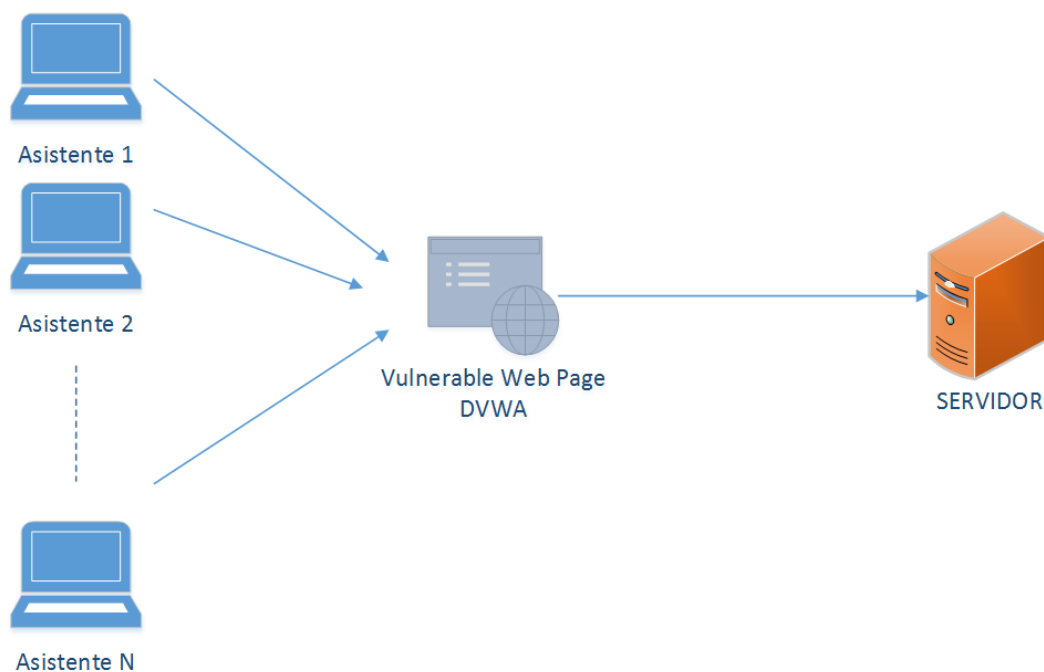 Asistente 1
Asistente 2
Vulnerable Web Page
DVWA
SERVIDOR
Asistente N